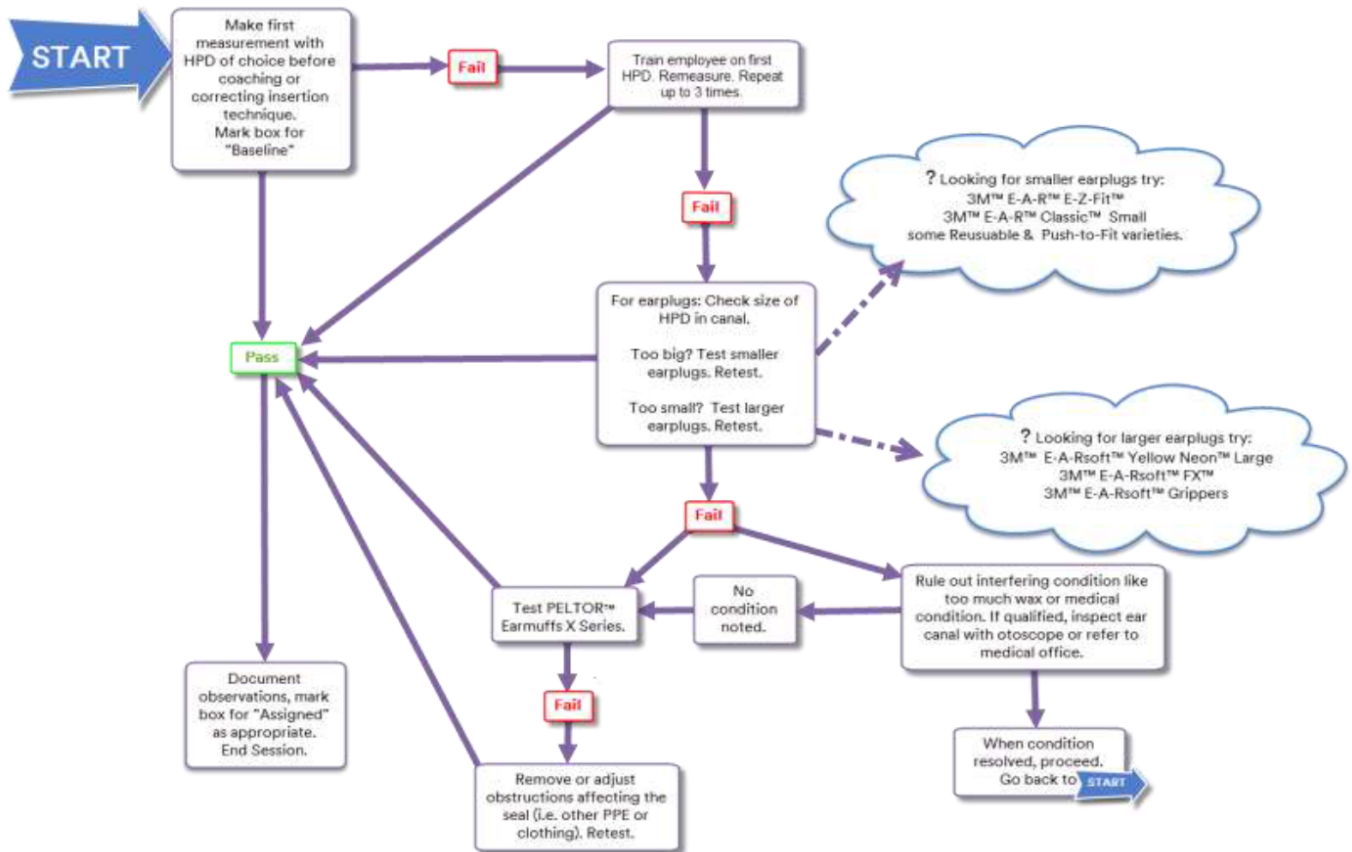 START
Make first
measurement with
HPD of choice before
coaching or
correcting insertion
technique.
Mark box for
"Baseline"
Fail
Train employee on first
HPD. Remeasure. Repeat
up to 3 times.
Fail
? Looking for smaller earplugs try:
3M™ E-A-R™ E-Z-Fit™
3M™ E-A-R™ Classic™ Small
some Reusuable & Push-to-Fit varieties.
For earplugs: Check size of
HPD in canal.
Too big? Test smaller
earplugs. Retest.
Too small? Test larger
earplugs. Retest.
Pass
? Looking for larger earplugs try:
3M™ E-A-Rsoft™ Yellow Neon™ Large
3M™ E-A-Rsoft™ FX™
3M™ E-A-Rsoft™ Grippers
Fail
Test PELTOR™
Earmuffs X Series.
No
condition
noted.
Rule out interfering condition like
too much wax or medical
condition. If qualified, inspect ear
canal with otoscope or refer to
medical office.
Document
observations, mark
box for "Assigned"
as appropriate.
End Session.
Fail
When condition
resolved, proceed.
Go back to
START
Remove or adjust
obstructions affecting the
seal (i.e. other PPE or
clothing). Retest.